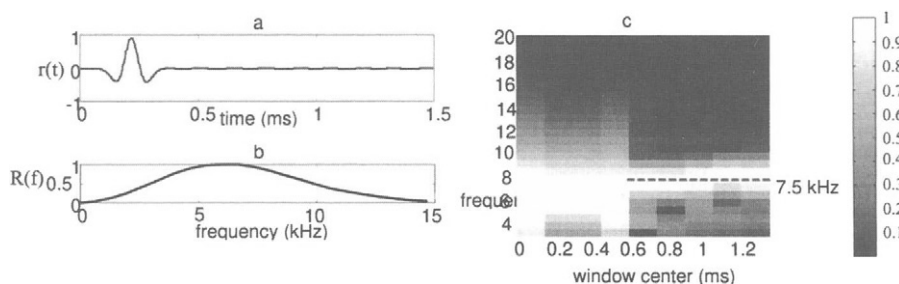 a
1
r(t) 0
-1
0 0.5 1 1.5
time (ms)
b
1
R(f) 0.5
0
0 5 10 15
frequency (kHz)
c
20
18
16
14
12
10
8
6
4
frequen
0 0.2 0.4 0.6 0.8 1 1.2
window center (ms)
7.5 kHz
1
0.9
0.8
0.7
0.6
0.5
0.4
0.3
0.2
0.1